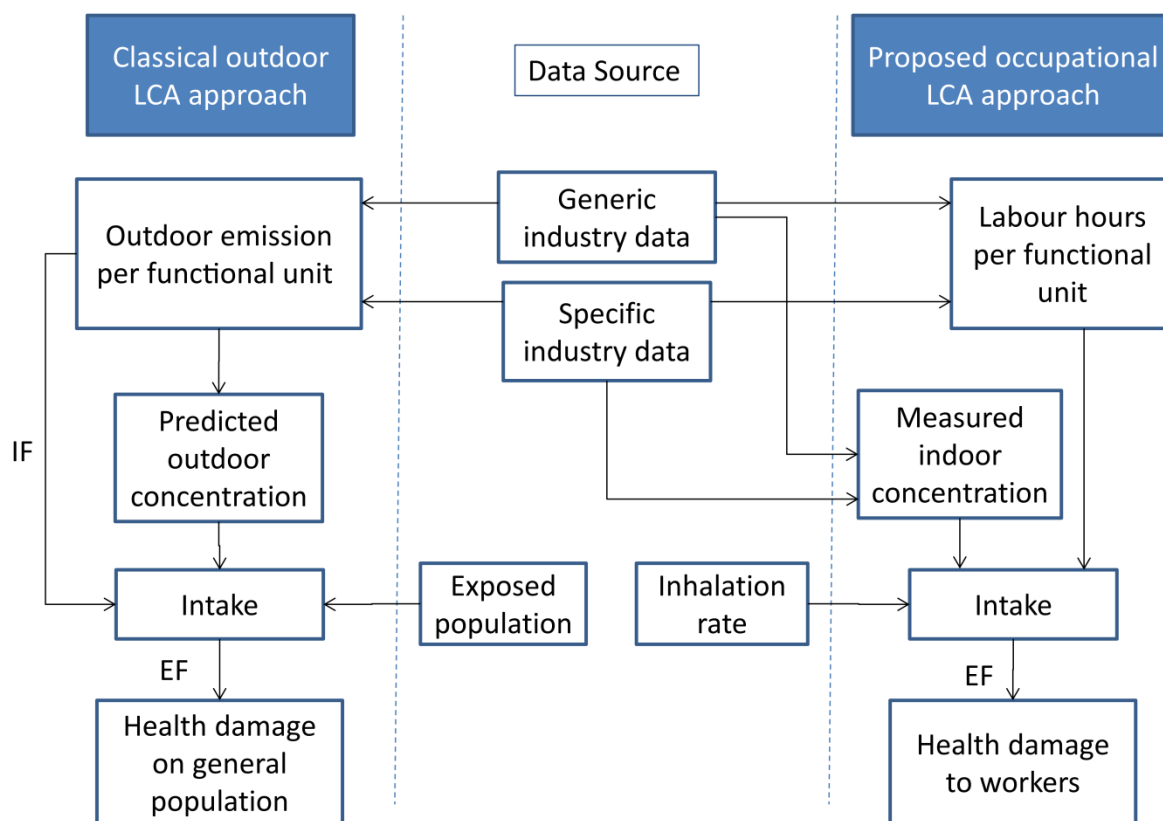 Classical outdoor
LCA approach
Data Source
Proposed occupational
LCA approach
Outdoor emission
per functional unit
Generic
industry data
Labour hours
per functional
unit
Specific
industry data
IF
Predicted
outdoor
concentration
Measured
indoor
concentration
Intake
Exposed
population
Inhalation
rate
Intake
EF
EF
Health damage
on general
population
Health damage
to workers